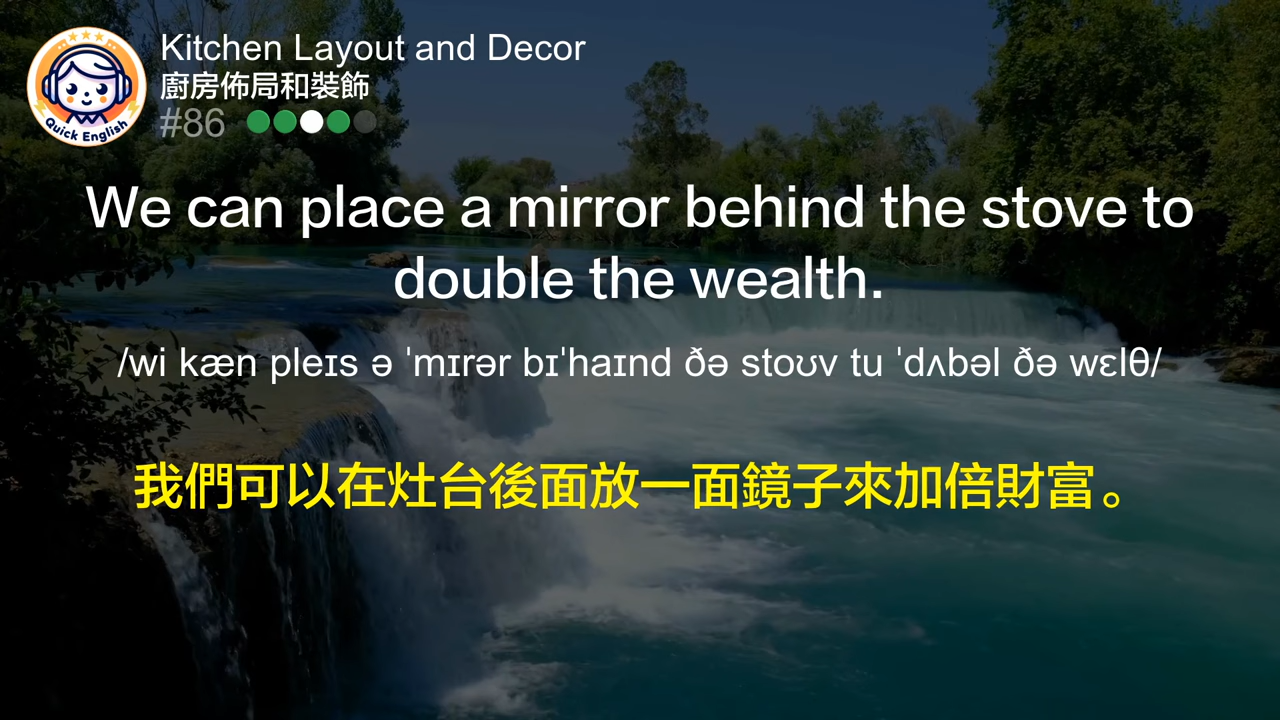 Quick English
Kitchen Layout and Decor
廚房佈局和裝飾
#86
We can place a mirror behind the stove to
double the wealth.
/wi kæn pleɪs ə ˈmɪrər bɪˈhaɪnd ðə stoʊv tu ˈdʌbəl ðə wɛlθ/
我們可以在灶台後面放一面鏡子來加倍財富。